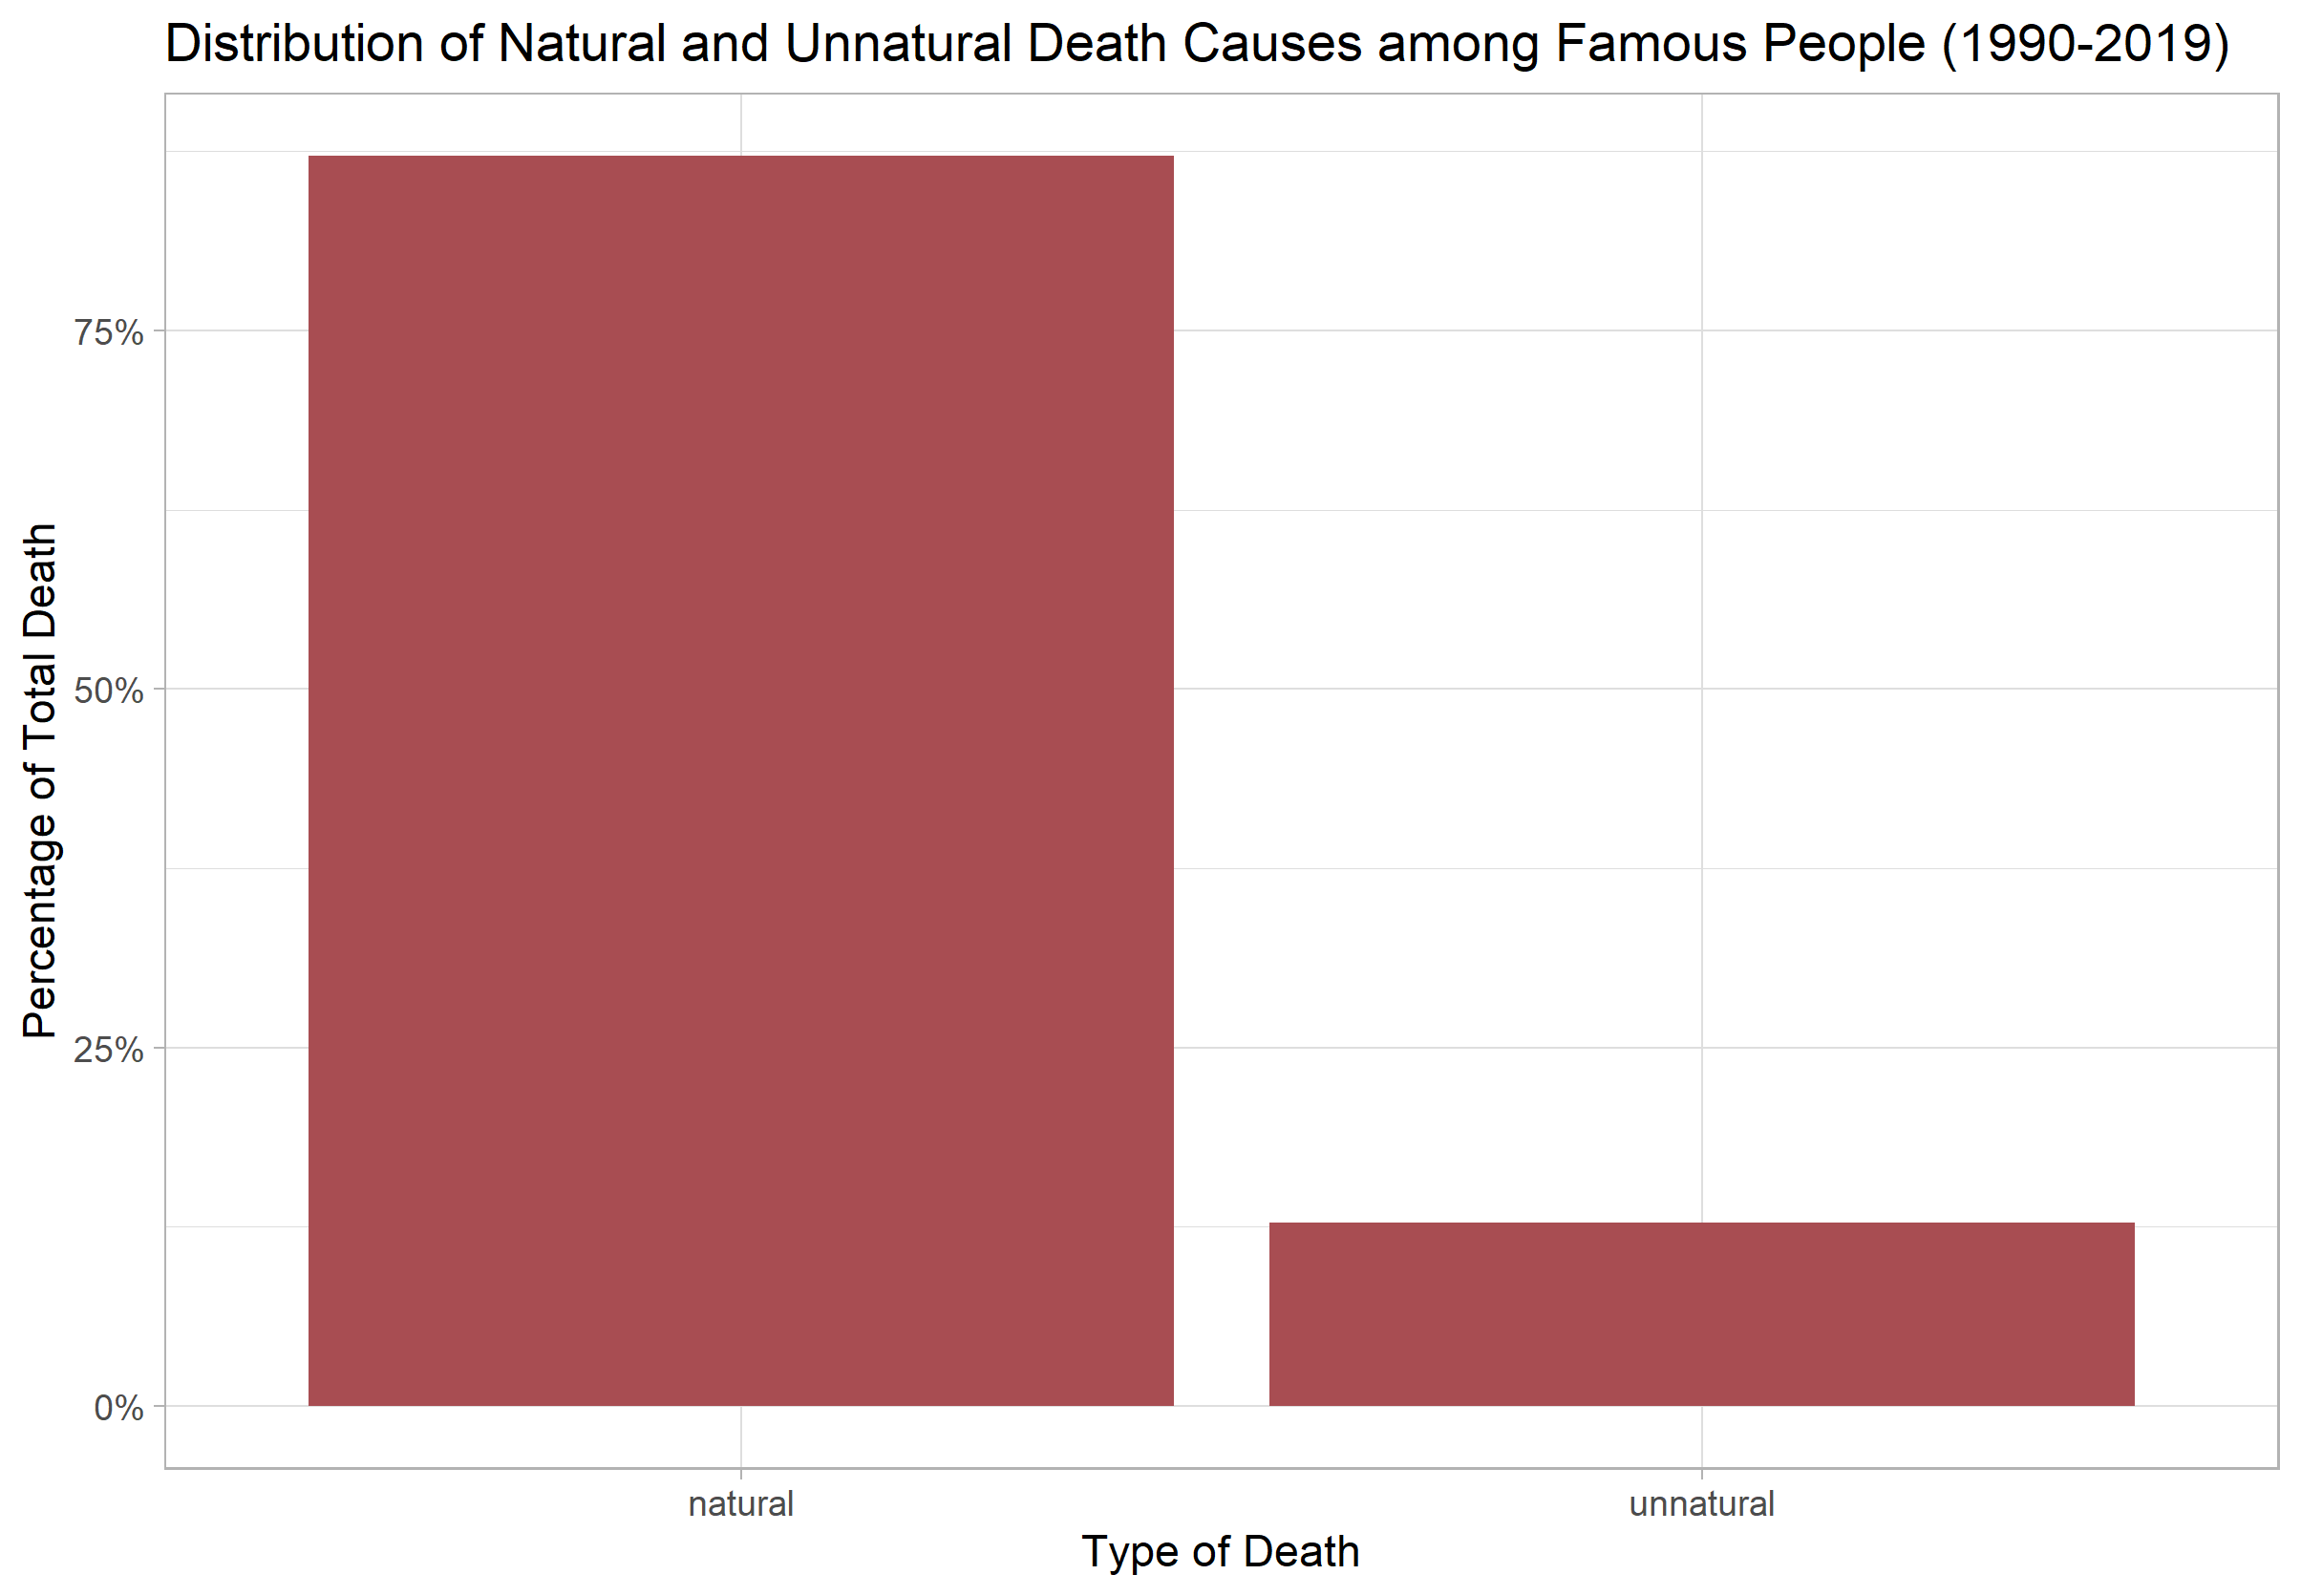 Distribution of Natural and Unnatural Death Causes among Famous People (1990-2019)
Percentage of Total Death
75%
50%
25%
0%
natural
unnatural
Type of Death